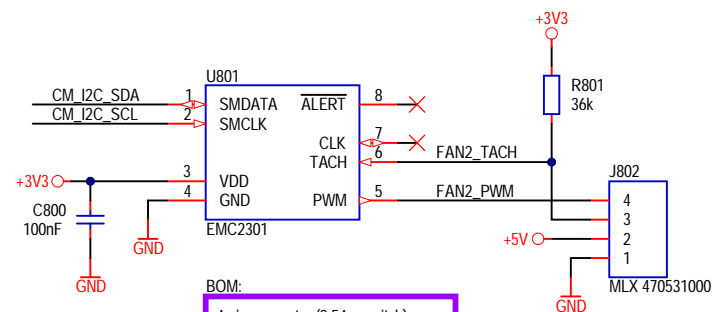 +3V3
U801
R801
36k
CM_I2C_SDA 1 SMDATA ALERT 8
CM_I2C_SCL 2 SMCLK
CLK 7
TACH 6 FAN2_TACH
J802
+3V3 3 VDD
4 GND PWM 5 FAN2_PWM 4
3
C800
100nF
EMC2301
+5V 2
1
GND
GND
GND
MLX 470531000
BOM: